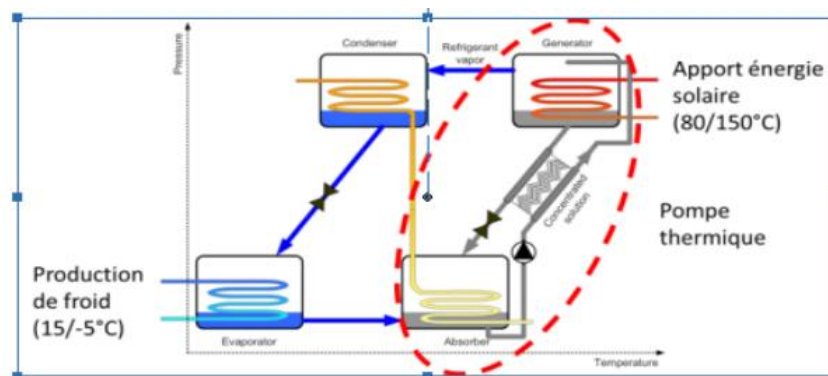 Pressure
Condenser
Refrigerant
vapor
Generator
Apport énergie
solaire
(80/150°C)
Concentrated
solution
Pompe
thermique
Production
de froid
(15/-5°C)
Evaporator
Absorber
Temperature